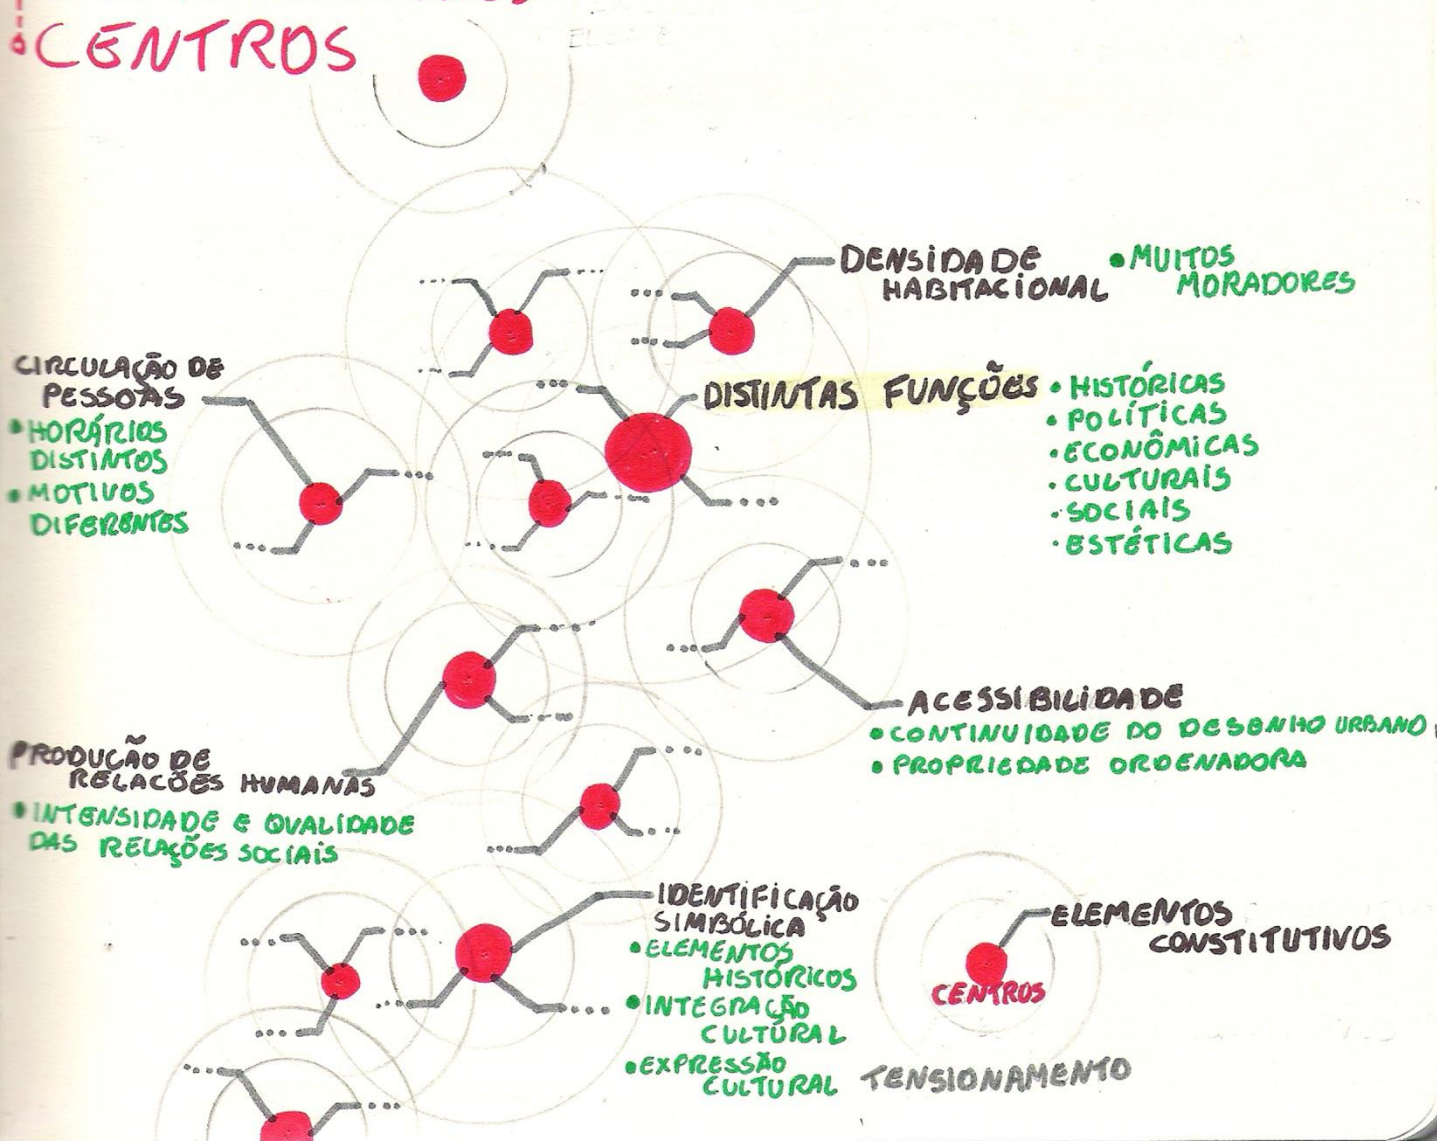 CENTROS
DENSIDADE
HABITACIONAL
• MUITOS
MORADORES
CIRCULAÇÃO DE
PESSOAS
• HORÁRIOS
DISTINTOS
• MOTIVOS
DIFERENTES
DISTINTAS FUNÇÕES
• HISTÓRICAS
• POLÍTICAS
• ECONÔMICAS
• CULTURAIS
• SOCIAIS
• ESTÉTICAS
ACESSIBILIDADE
• CONTINUIDADE DO DESENHO URBANO
• PROPRIEDADE ORDENADORA
PRODUÇÃO DE
RELACÕES HUMANAS
• INTENSIDADE E QUALIDADE
DAS RELAÇÕES SOCIAIS
IDENTIFICAÇÃO
SIMBÓLICA
• ELEMENTOS
HISTÓRICOS
• INTEGRAÇÃO
CULTURAL
• EXPRESSÃO
CULTURAL
ELEMENTOS
CONSTITUTIVOS
CENTROS
TENSIONAMENTO